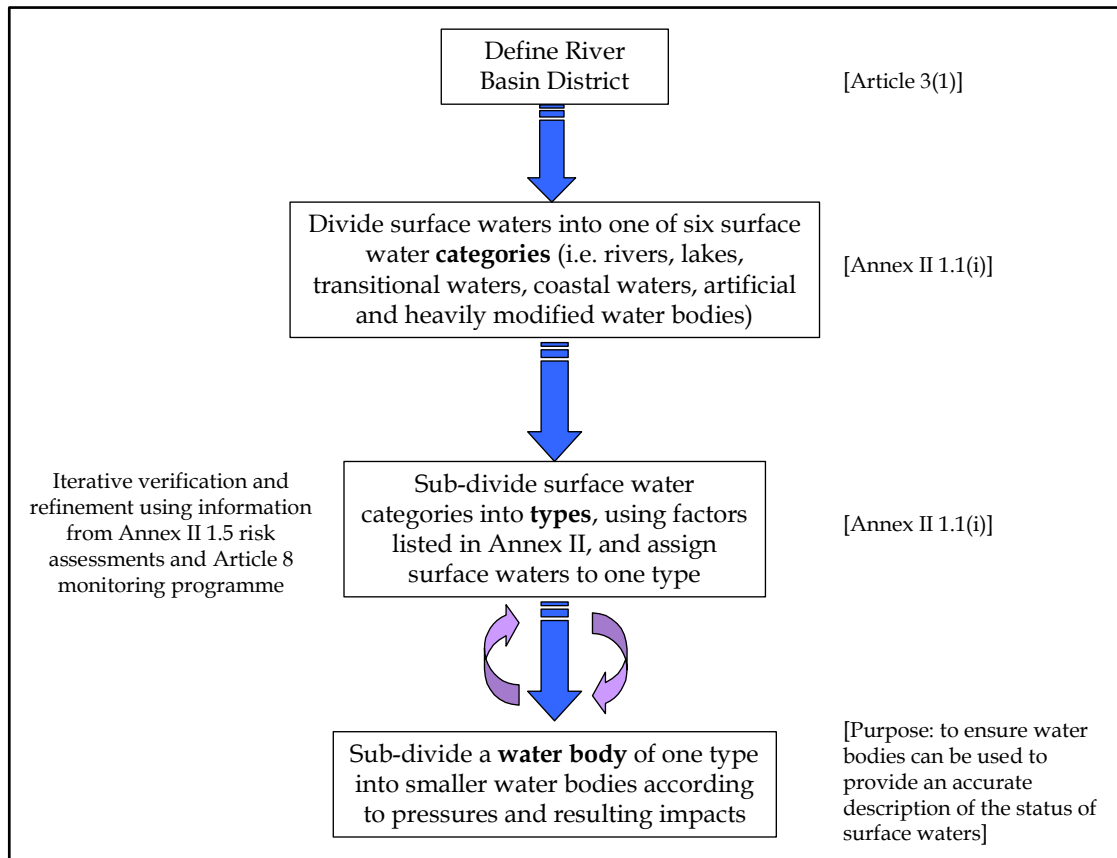 Define River
Basin District
[Article 3(1)]
Divide surface waters into one of six surface
water categories (i.e. rivers, lakes,
transitional waters, coastal waters, artificial
and heavily modified water bodies)
[Annex II 1.1(i)]
Iterative verification and
refinement using information
from Annex II 1.5 risk
assessments and Article 8
monitoring programme
Sub-divide surface water
categories into types, using factors
listed in Annex II, and assign
surface waters to one type
[Annex II 1.1(i)]
Sub-divide a water body of one type
into smaller water bodies according
to pressures and resulting impacts
[Purpose: to ensure water
bodies can be used to
provide an accurate
description of the status of
surface waters]